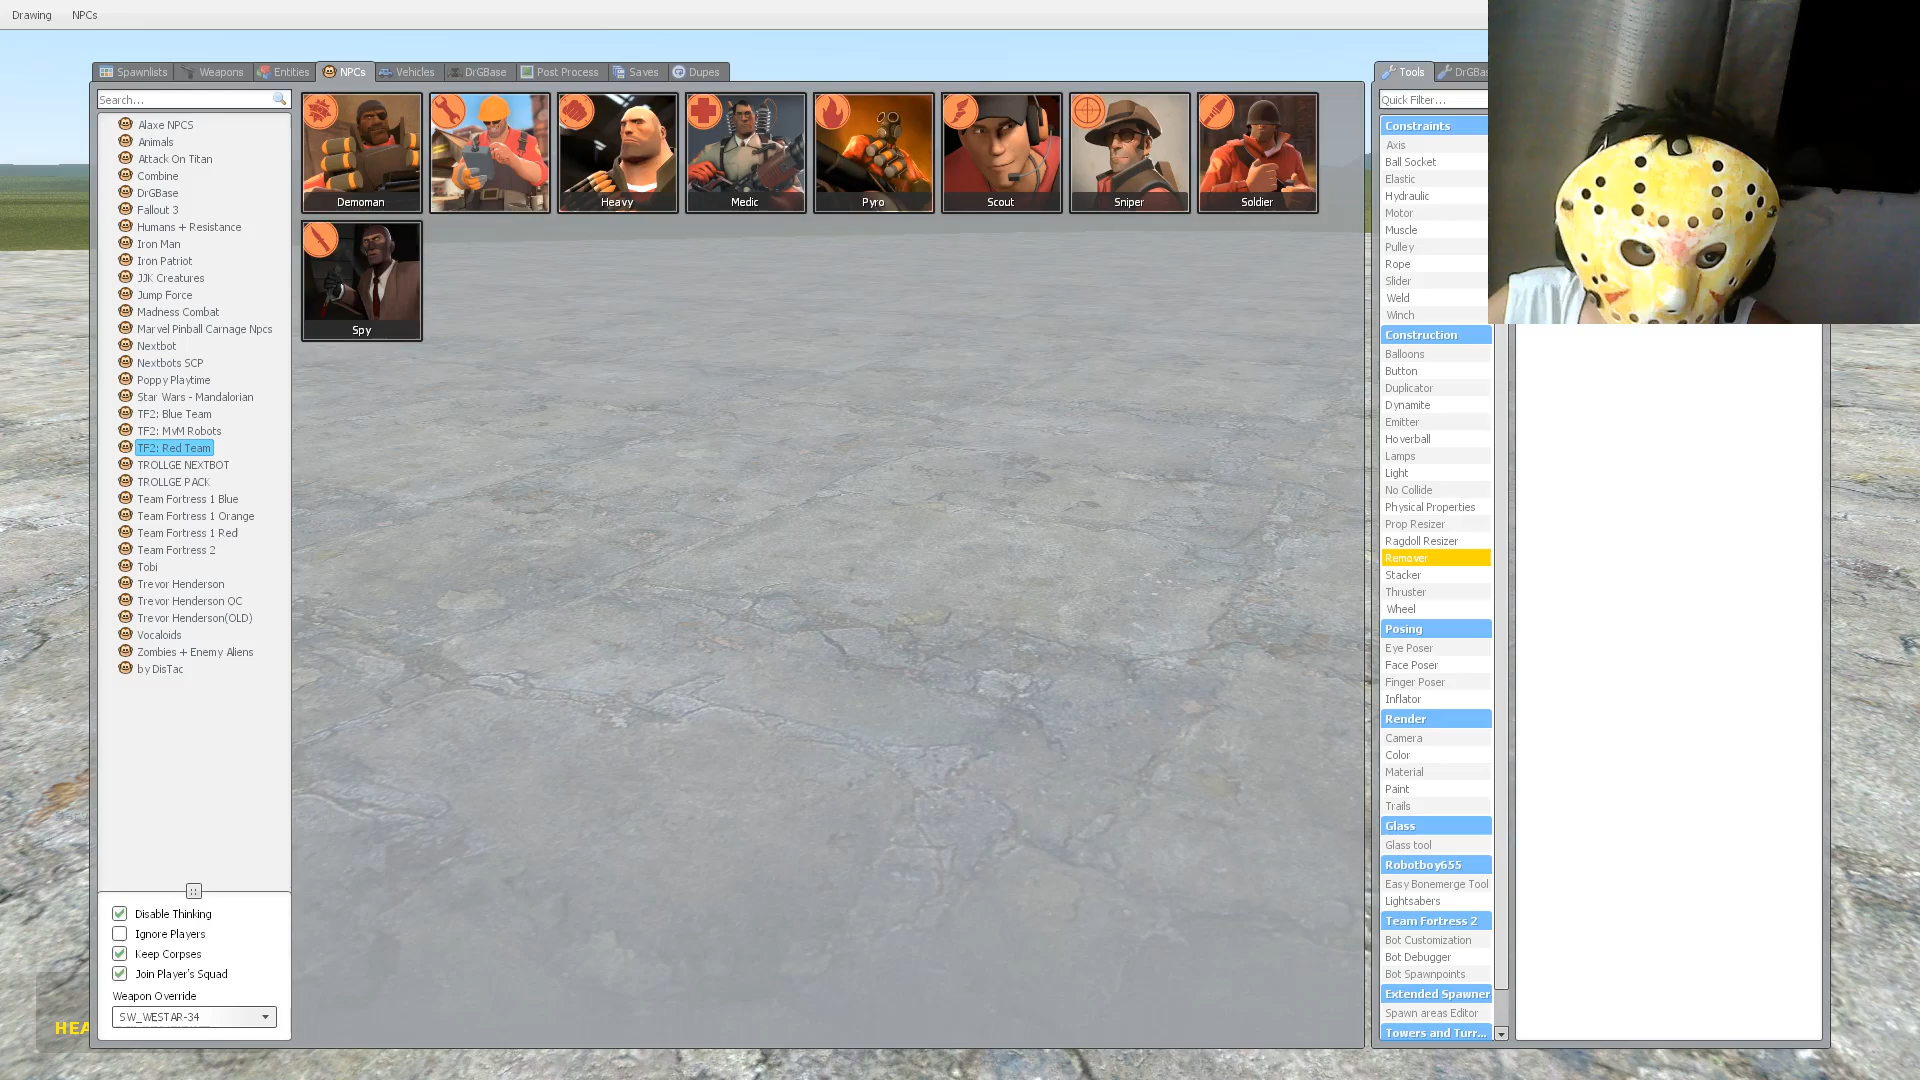 Drawing NPCs
Spawnlists Weapons Entities NPCs Vehicles DrGBase Post Process Saves Dupes
Search...
Alaxe NPCS
Animals
Attack On Titan
Combine
DrGBase
Fallout 3
Humans + Resistance
Iron Man
Iron Patriot
JJK Creatures
Jump Force
Madness Combat
Marvel Pinball Carnage Npcs
Nextbot
Nextbots SCP
Poppy Playtime
Star Wars - Mandalorian
TF2: Blue Team
TF2: MvM Robots
TF2: Red Team
TROLLGE NEXTBOT
TROLLGE PACK
Team Fortress 1 Blue
Team Fortress 1 Orange
Team Fortress 1 Red
Team Fortress 2
Tobi
Trevor Henderson
Trevor Henderson OC
Trevor Henderson(OLD)
Vocaloids
Zombies + Enemy Aliens
by DisTac
Disable Thinking
Ignore Players
Keep Corpses
Join Player's Squad
Weapon Override
SW_WESTAR-34
HEA
Demoman Heavy Medic Pyro Scout Sniper Soldier
Spy
Tools DrGBas
Quick Filter...
Constraints
Axis
Ball Socket
Elastic
Hydraulic
Motor
Muscle
Pulley
Rope
Slider
Weld
Winch
Construction
Balloons
Button
Duplicator
Dynamite
Emitter
Hoverball
Lamps
Light
No Collide
Physical Properties
Prop Resizer
Ragdoll Resizer
Remover
Stacker
Thruster
Wheel
Posing
Eye Poser
Face Poser
Finger Poser
Inflator
Render
Camera
Color
Material
Paint
Trails
Glass
Glass tool
Robotboy655
Easy Bonemerge Tool
Lightsabers
Team Fortress 2
Bot Customization
Bot Debugger
Bot Spawnpoints
Extended Spawner
Spawn areas Editor
Towers and Turr...